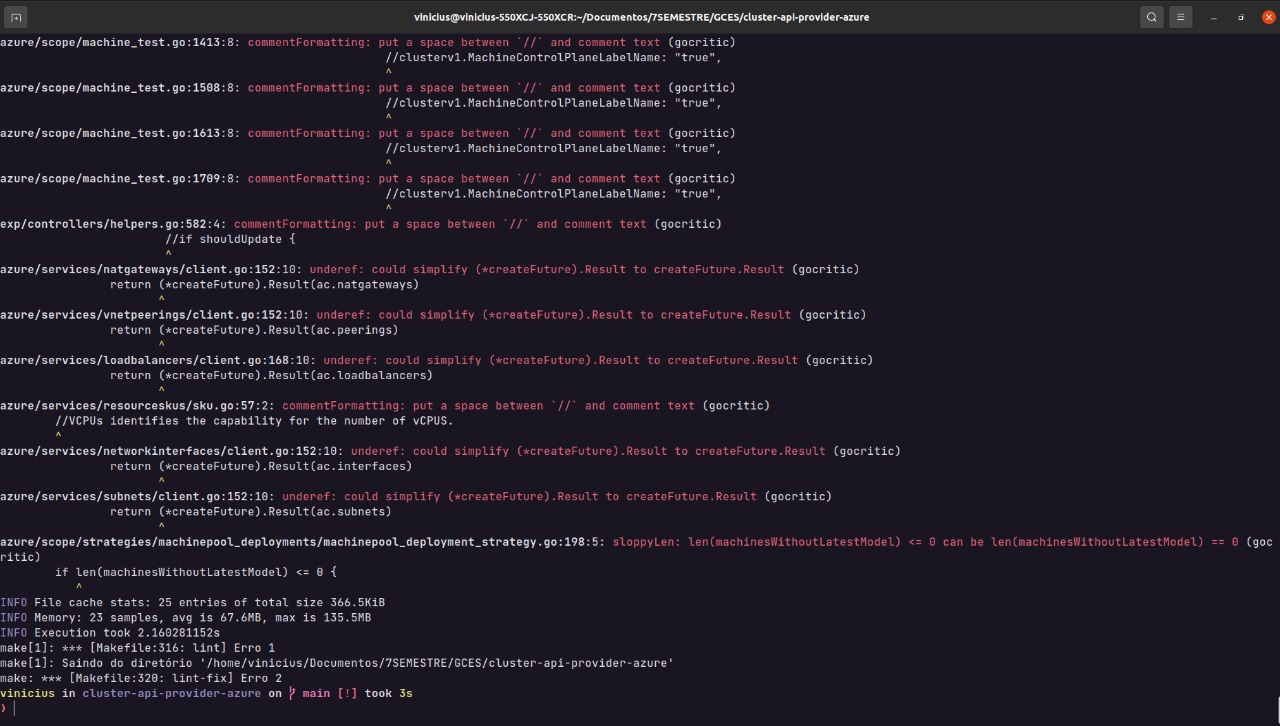 vinicius@vinicius-550XCJ-550XCR:~/Documentos/7SEMESTRE/GCES/cluster-api-provider-azure
azure/scope/machine_test.go:1413:8: commentFormatting: put a space between `//` and comment text (gocritic)
//clusterv1.MachineControlPlaneLabelName: "true",
^
azure/scope/machine_test.go:1508:8: commentFormatting: put a space between `//` and comment text (gocritic)
//clusterv1.MachineControlPlaneLabelName: "true",
^
azure/scope/machine_test.go:1613:8: commentFormatting: put a space between `//` and comment text (gocritic)
//clusterv1.MachineControlPlaneLabelName: "true",
^
azure/scope/machine_test.go:1709:8: commentFormatting: put a space between `//` and comment text (gocritic)
//clusterv1.MachineControlPlaneLabelName: "true",
^
exp/controllers/helpers.go:582:4: commentFormatting: put a space between `//` and comment text (gocritic)
//if shouldUpdate {
^
azure/services/natgateways/client.go:152:10: underef: could simplify (*createFuture).Result to createFuture.Result (gocritic)
return (*createFuture).Result(ac.natgateways)
^
azure/services/vnetpeerings/client.go:152:10: underef: could simplify (*createFuture).Result to createFuture.Result (gocritic)
return (*createFuture).Result(ac.peerings)
^
azure/services/loadbalancers/client.go:168:10: underef: could simplify (*createFuture).Result to createFuture.Result (gocritic)
return (*createFuture).Result(ac.loadbalancers)
^
azure/services/resourceskus/sku.go:57:2: commentFormatting: put a space between `//` and comment text (gocritic)
//VCPUs identifies the capability for the number of vCPUS.
^
azure/services/networkinterfaces/client.go:152:10: underef: could simplify (*createFuture).Result to createFuture.Result (gocritic)
return (*createFuture).Result(ac.interfaces)
^
azure/services/subnets/client.go:152:10: underef: could simplify (*createFuture).Result to createFuture.Result (gocritic)
return (*createFuture).Result(ac.subnets)
^
azure/scope/strategies/machinepool_deployments/machinepool_deployment_strategy.go:198:5: sloppyLen: len(machinesWithoutLatestModel) <= 0 can be len(machinesWithoutLatestModel) == 0 (goc
ritic)
if len(machinesWithoutLatestModel) <= 0 {
^
INFO File cache stats: 25 entries of total size 366.5KiB
INFO Memory: 23 samples, avg is 67.6MB, max is 135.5MB
INFO Execution took 2.160281152s
make[1]: *** [Makefile:316: lint] Erro 1
make[1]: Saindo do diretório '/home/vinicius/Documentos/7SEMESTRE/GCES/cluster-api-provider-azure'
make: *** [Makefile:320: lint-fix] Erro 2
vinicius in cluster-api-provider-azure on main [!] took 3s
❯